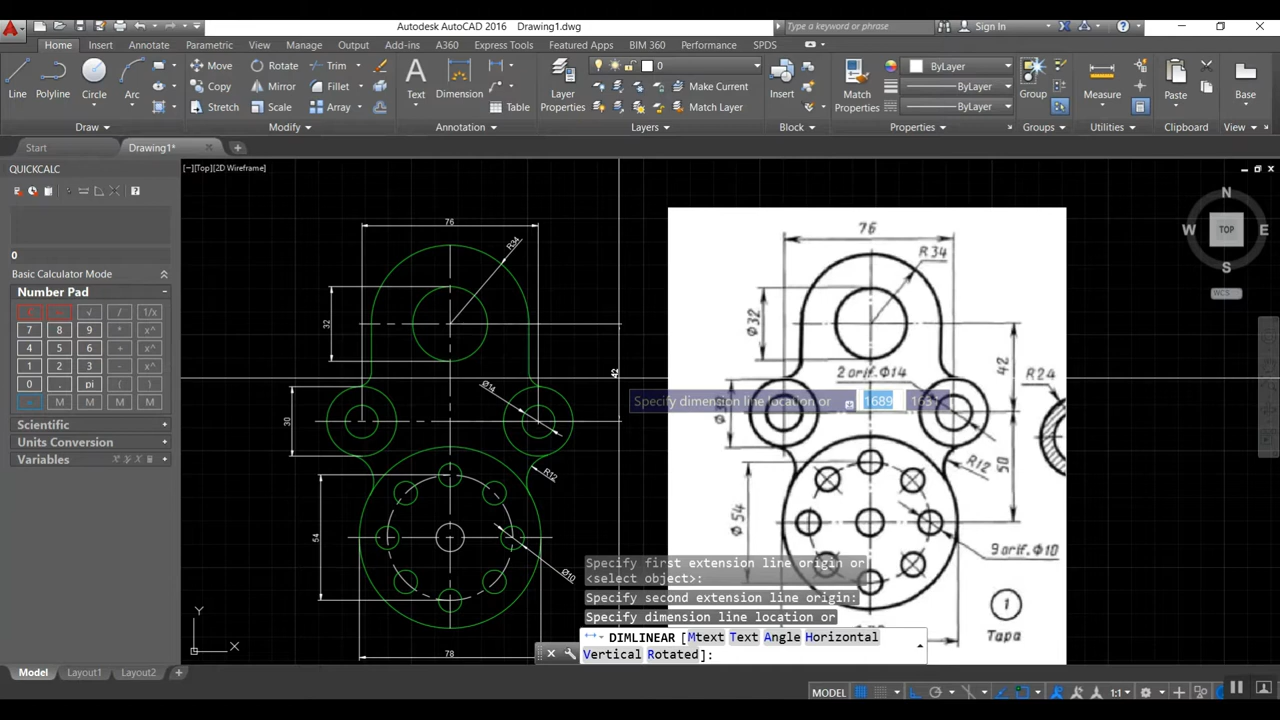 Autodesk AutoCAD 2016 Drawing1.dwg
Type a keyword or phrase
Sign In
Home Insert Annotate Parametric View Manage Output Add-ins A360 Express Tools Featured Apps BIM 360 Performance SPDS
Line Polyline Circle Arc
Move Rotate Trim
Copy Mirror Fillet
Stretch Scale Array
Text Dimension Table
Layer Properties
0
Make Current
Match Layer
Insert
Match Properties
ByLayer
ByLayer
ByLayer
Group
Measure
Paste
Base
Draw Modify Annotation Layers Block Properties Groups Utilities Clipboard View
Start Drawing1*
QUICKCALC
[−][Top][2D Wireframe]
0
Basic Calculator Mode
Number Pad
√ / 1/x
7 8 9 * x^
4 5 6 + x^
1 2 3 - x^
0 . pi ( )
= M M M M
Scientific
Units Conversion
Variables
76
R34
32
42
Ø14
30
R12
54
Ø10
78
76
R34
Ø32
42
2 orif. Φ14
R24
R12
50
Ø54
9 orif. Φ10
1
Tapa
N
W TOP E
S
WCS
Y
X
Specify dimension line location or 1689
Specify first extension line origin or
<select object>:
Specify second extension line origin:
Specify dimension line location or
DIMLINEAR [Mtext Text Angle Horizontal
Vertical Rotated]:
Model Layout1 Layout2
MODEL
1:1